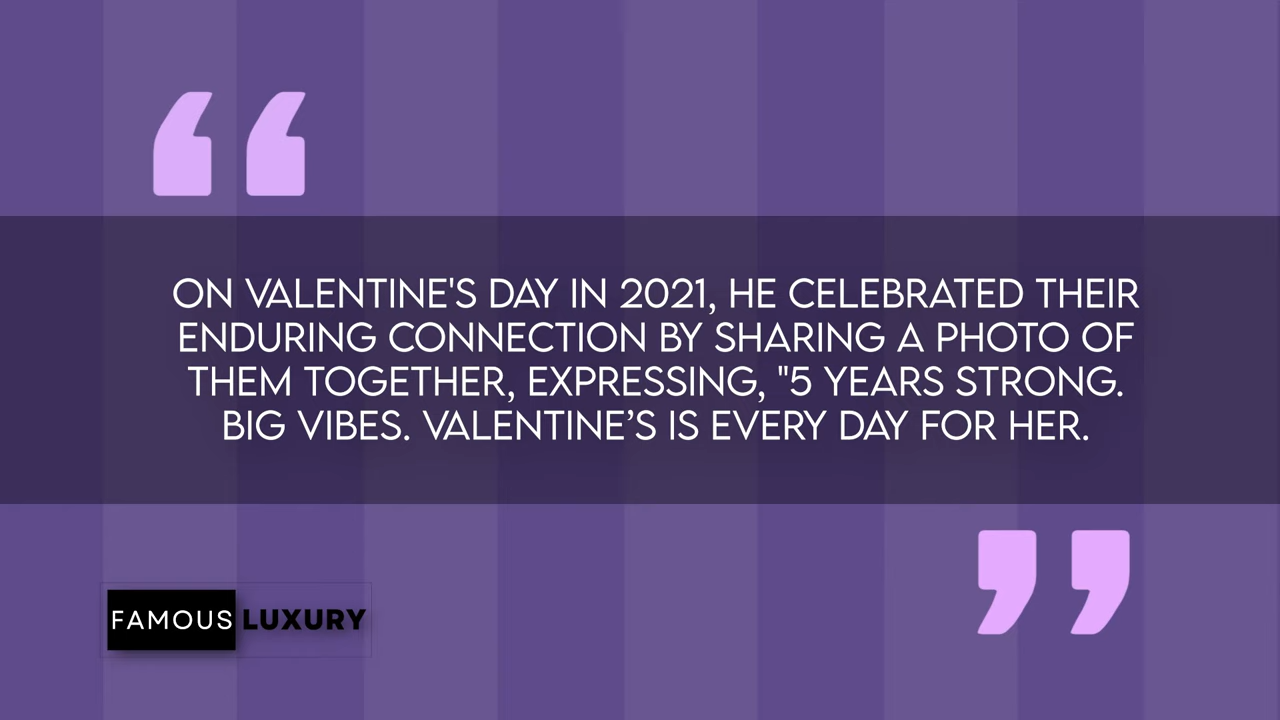 ON VALENTINE'S DAY IN 2021, HE CELEBRATED THEIR
ENDURING CONNECTION BY SHARING A PHOTO OF
THEM TOGETHER, EXPRESSING, "5 YEARS STRONG.
BIG VIBES. VALENTINE’S IS EVERY DAY FOR HER.
FAMOUS LUXURY